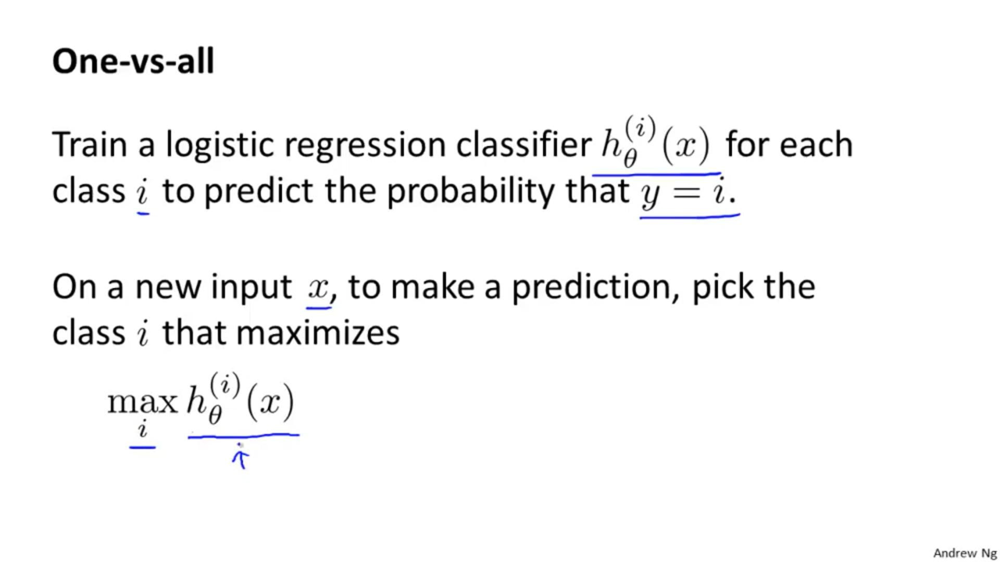 One-vs-all
Train a logistic regression classifier $h_\theta^{(i)}(x)$ for each
class $i$ to predict the probability that $y = i$.
On a new input $x$, to make a prediction, pick the
class $i$ that maximizes
$\max_i h_\theta^{(i)}(x)$
Andrew Ng